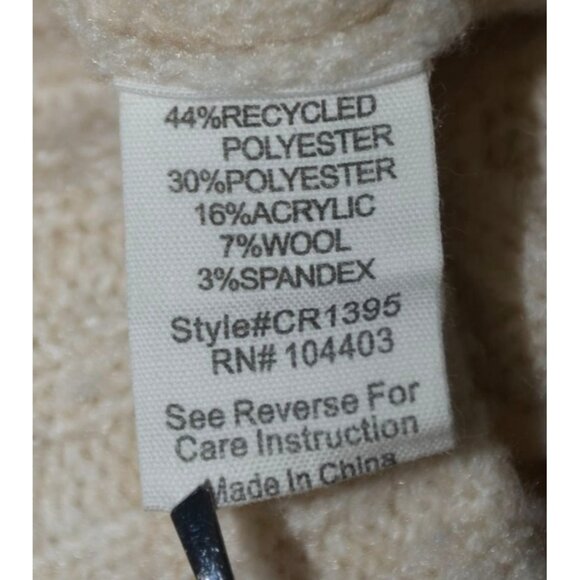 44%RECYCLED
POLYESTER
30%POLYESTER
16%ACRYLIC
7%WOOL
3%SPANDEX
Style#CR1395
RN# 104403
See Reverse For
Care Instruction
Made In China